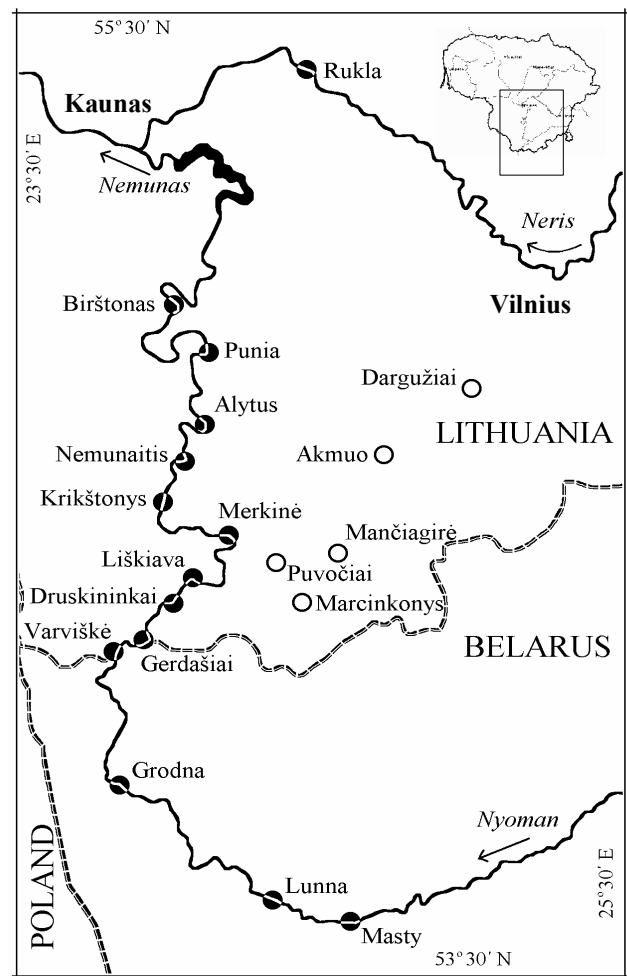 55°30′ N
Rukla
Kaunas
23°30′ E
Nemunas
Neris
Vilnius
Birštonas
Punia
Dargužiai
Alytus
LITHUANIA
Nemunaitis
Akmuo
Krikštonys
Merkinė
Mančiagirė
Liškiava
Puvočiai
Druskininkai
Marcinkonys
Varviškė
BELARUS
Gerdašiai
Grodna
Nyoman
POLAND
Lunna
25°30′ E
Masty
53°30′ N